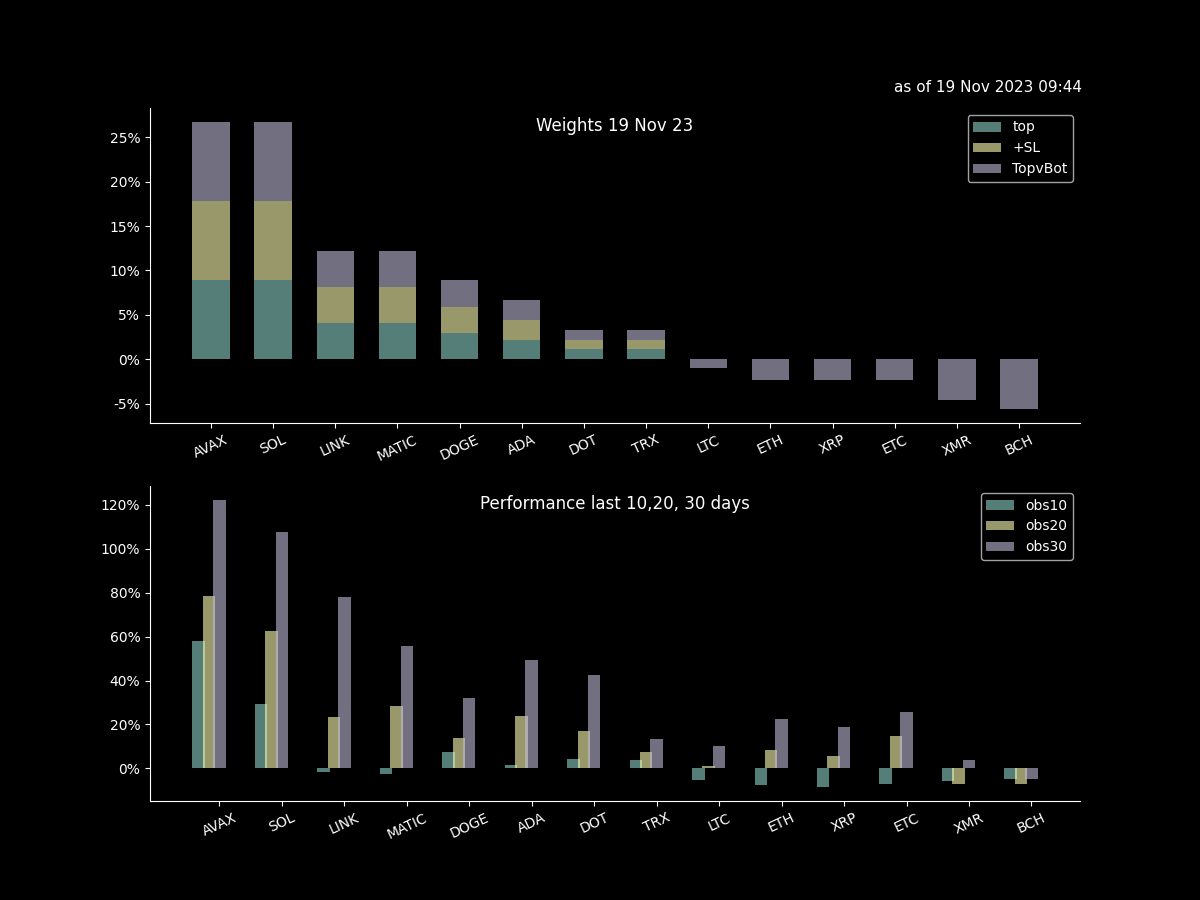 as of 19 Nov 2023 09:44
Weights 19 Nov 23
top
+SL
TopvBot
25%
20%
15%
10%
5%
0%
-5%
AVAX SOL LINK MATIC DOGE ADA DOT TRX LTC ETH XRP ETC XMR BCH
Performance last 10,20, 30 days
obs10
obs20
obs30
120%
100%
80%
60%
40%
20%
0%
AVAX SOL LINK MATIC DOGE ADA DOT TRX LTC ETH XRP ETC XMR BCH